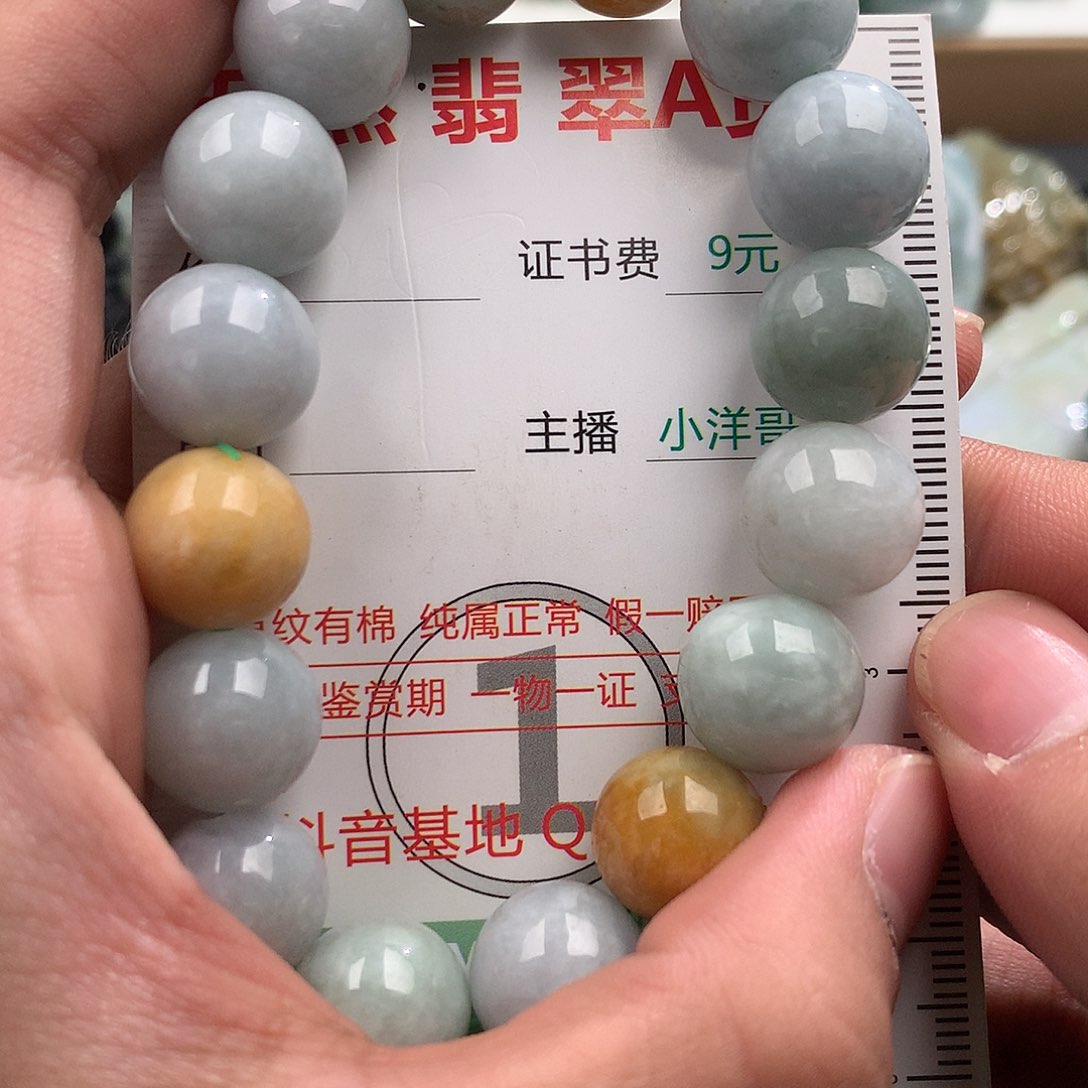 翡翠A
证书费 9元
主播 小洋哥
纹有棉 纯属正常 假一赔
鉴赏期 一物一证
1
抖音基地 Q
3